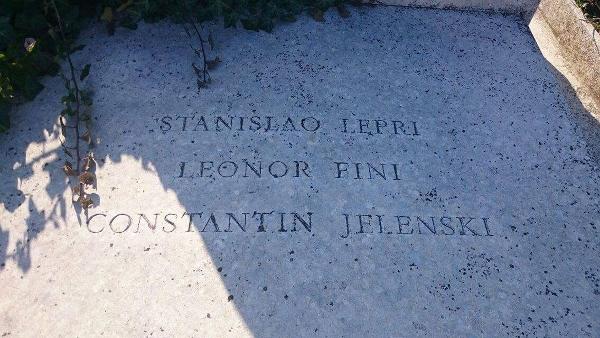 STANISLAO LEPRI
LEONOR FINI
CONSTANTIN JELENSKI